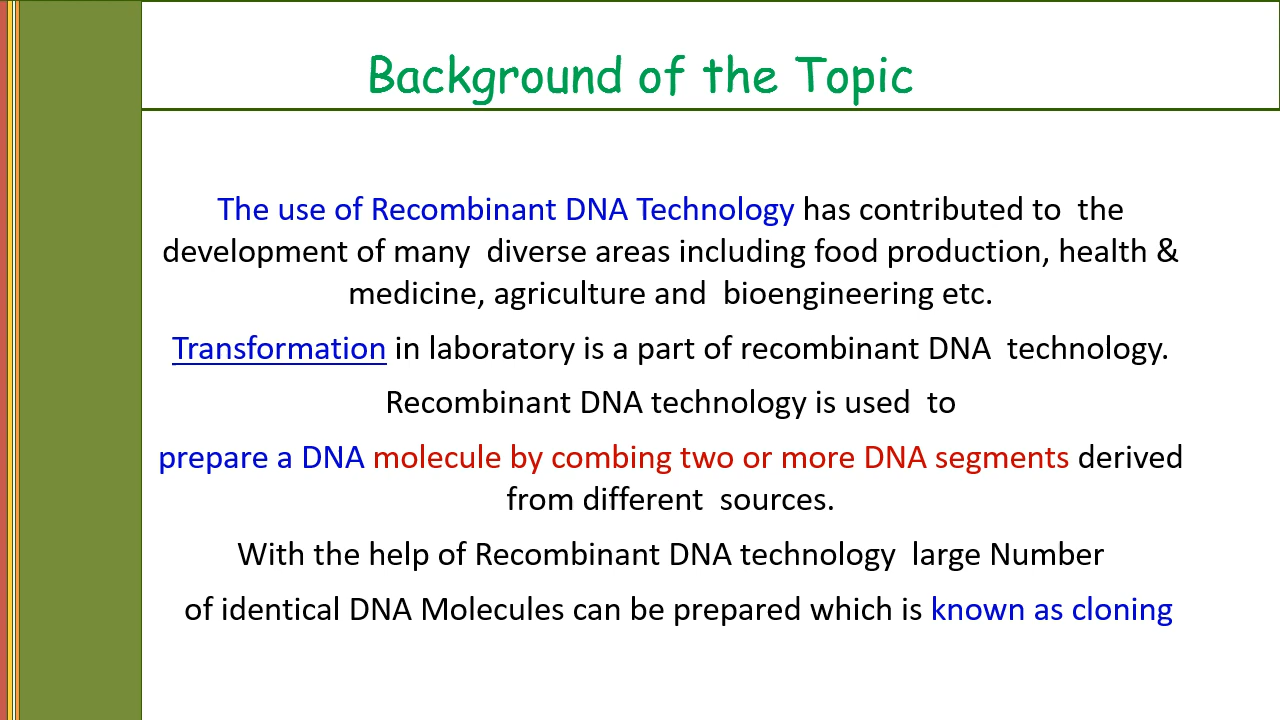 Background of the Topic
The use of Recombinant DNA Technology has contributed to the
development of many diverse areas including food production, health &
medicine, agriculture and bioengineering etc.
Transformation in laboratory is a part of recombinant DNA technology.
Recombinant DNA technology is used to
prepare a DNA molecule by combing two or more DNA segments derived
from different sources.
With the help of Recombinant DNA technology large Number
of identical DNA Molecules can be prepared which is known as cloning